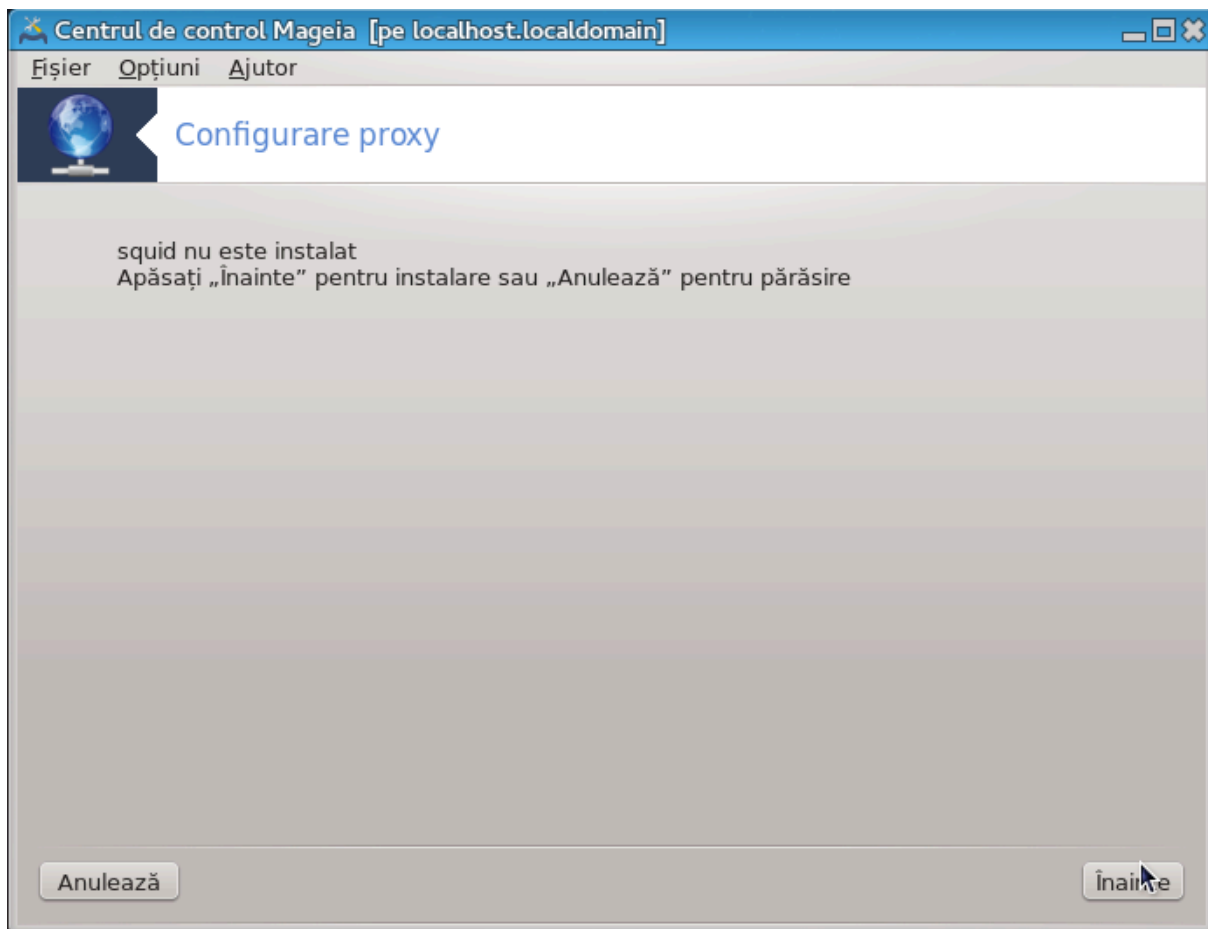 Centrul de control Mageia [pe localhost.localdomain]
Fișier Opțiuni Ajutor
Configurare proxy
squid nu este instalat
Apăsați „Înainte” pentru instalare sau „Anulează” pentru părăsire
Anulează Înainte